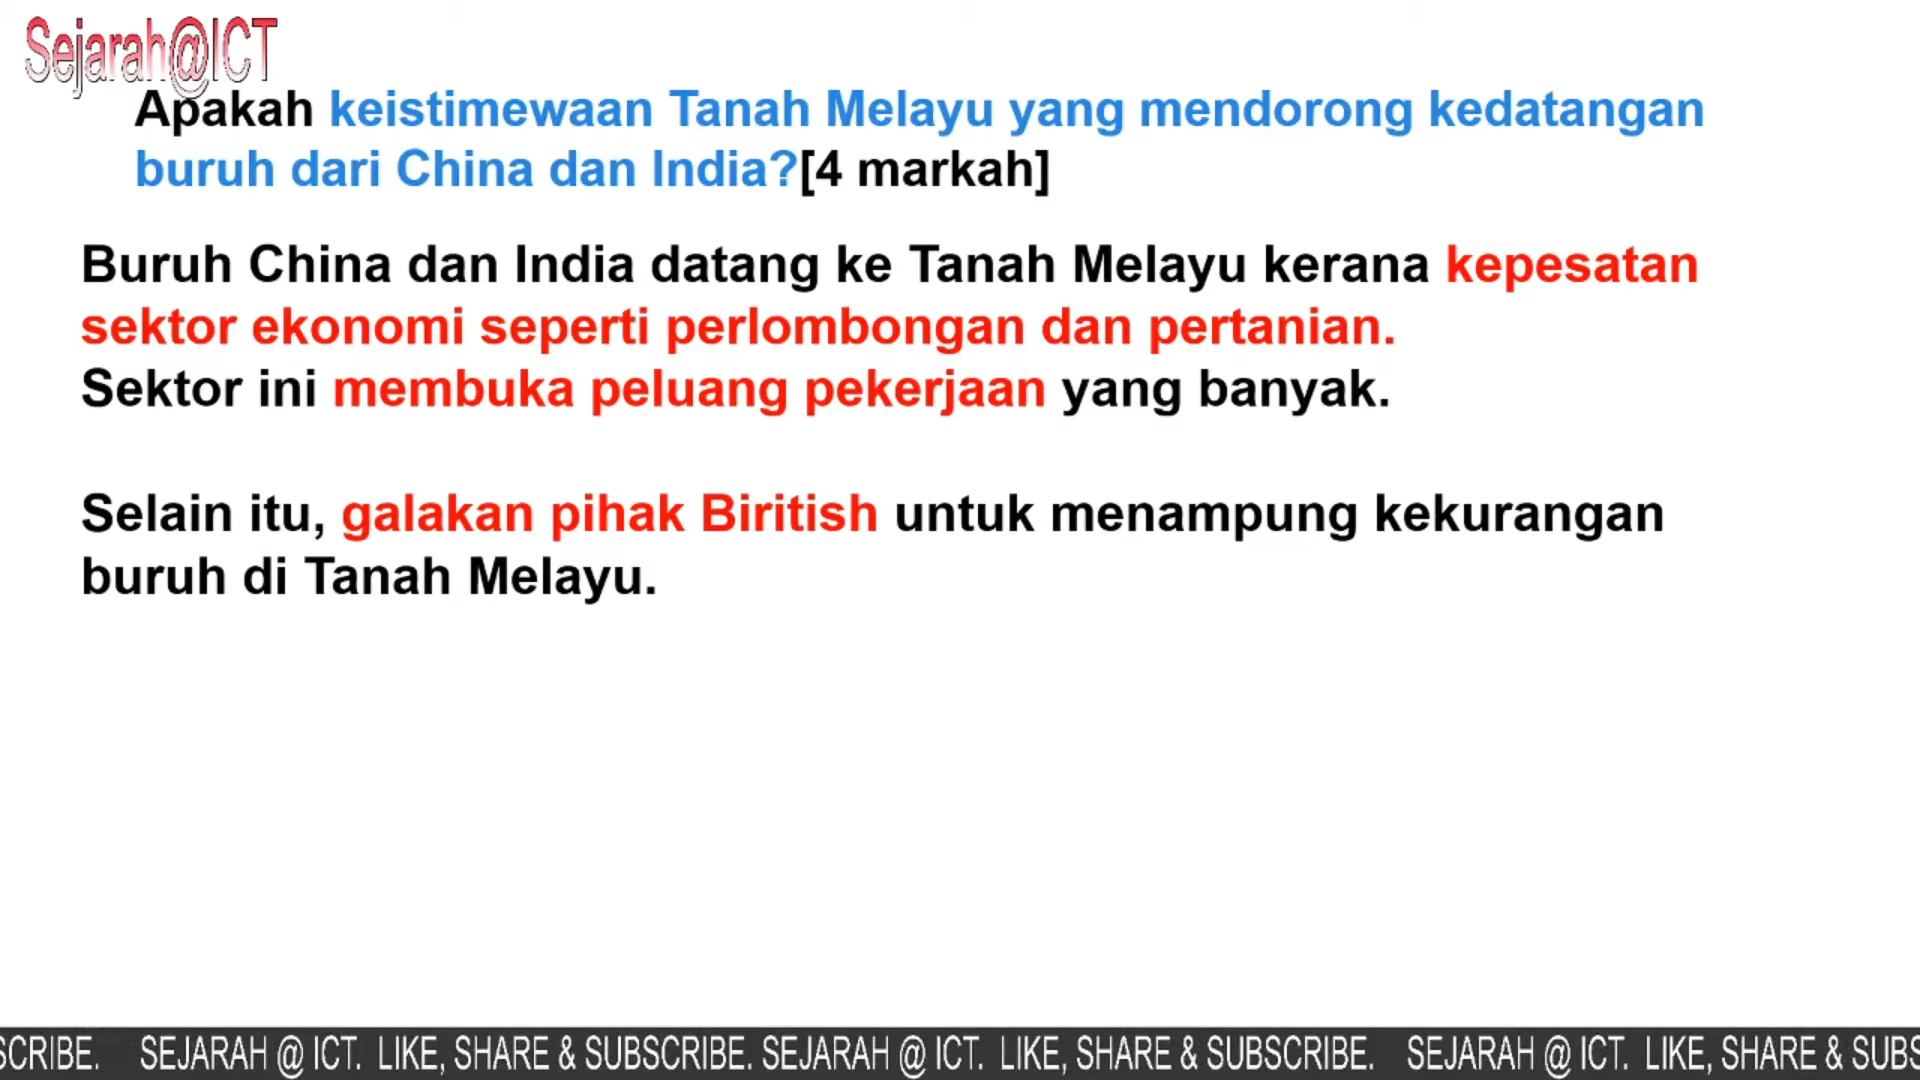 Sejarah@ICT
Apakah keistimewaan Tanah Melayu yang mendorong kedatangan
buruh dari China dan India?[4 markah]
Buruh China dan India datang ke Tanah Melayu kerana kepesatan
sektor ekonomi seperti perlombongan dan pertanian.
Sektor ini membuka peluang pekerjaan yang banyak.
Selain itu, galakan pihak Biritish untuk menampung kekurangan
buruh di Tanah Melayu.
SCRIBE. SEJARAH @ ICT. LIKE, SHARE & SUBSCRIBE. SEJARAH @ ICT. LIKE, SHARE & SUBSCRIBE. SEJARAH @ ICT. LIKE, SHARE & SUBS